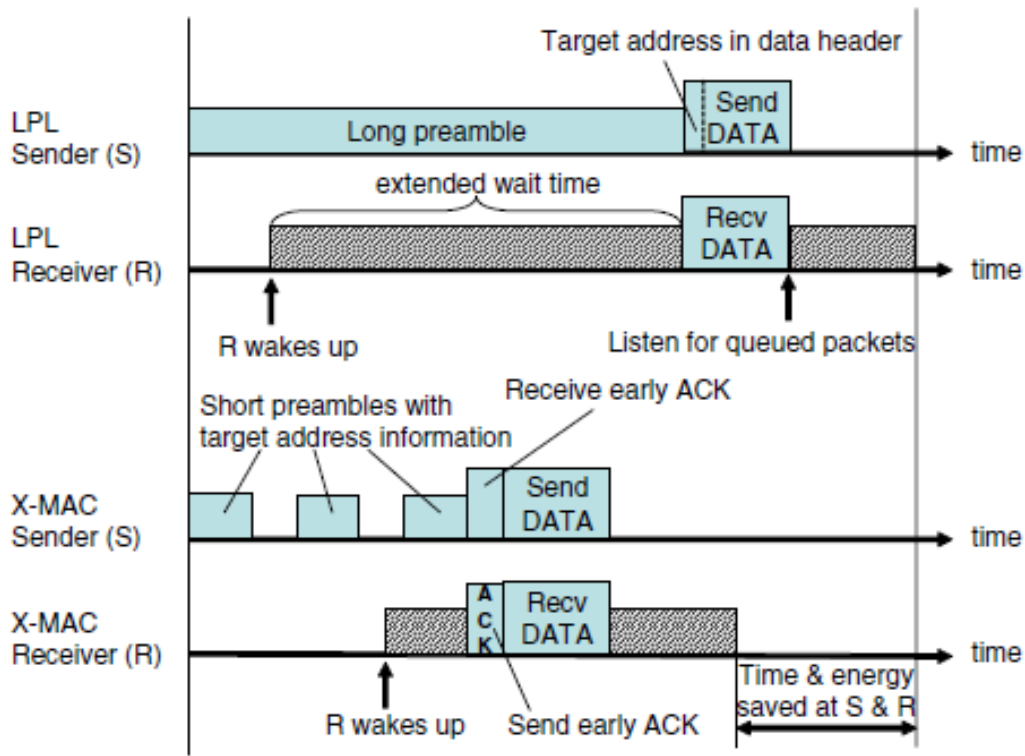 Target address in data header
LPL
Sender (S)
Long preamble
Send
DATA
time
extended wait time
LPL
Receiver (R)
Recv
DATA
time
R wakes up
Listen for queued packets
Receive early ACK
Short preambles with
target address information
X-MAC
Sender (S)
Send
DATA
time
X-MAC
Receiver (R)
A
C
K
Recv
DATA
time
R wakes up
Send early ACK
Time & energy
saved at S & R